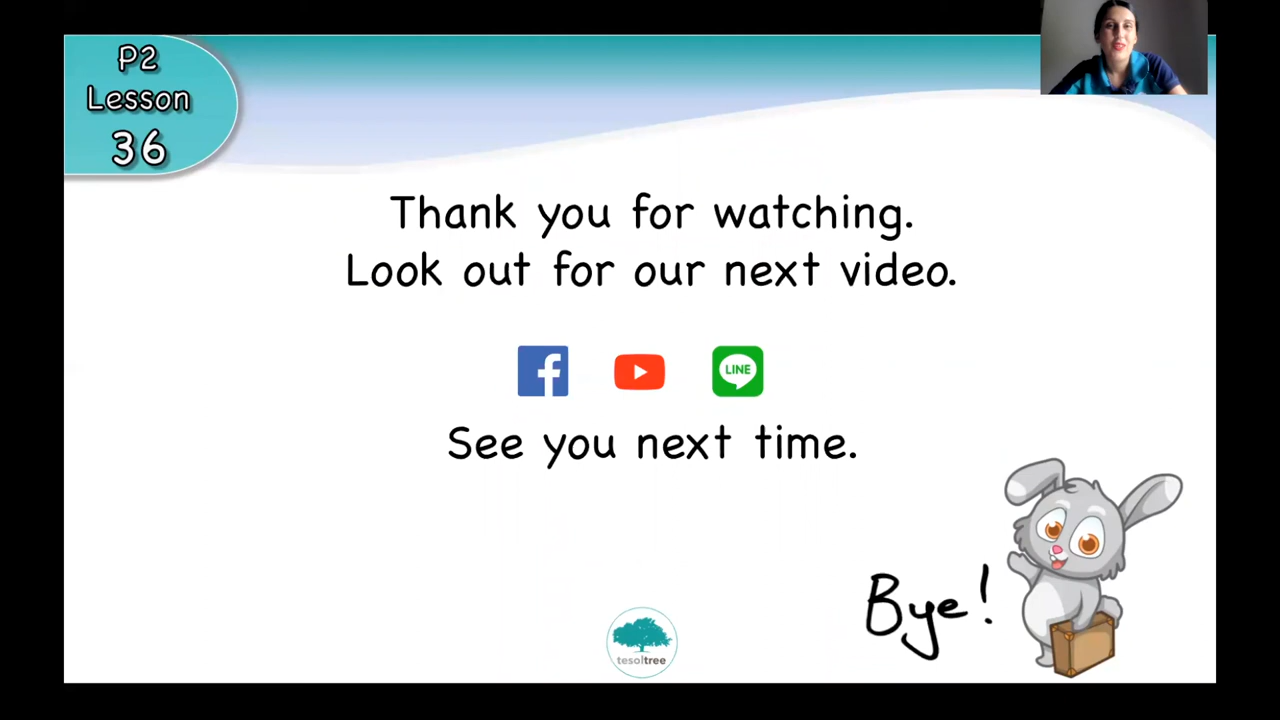 P2
Lesson
36
Thank you for watching.
Look out for our next video.
LINE
See you next time.
Bye!
tesoltree